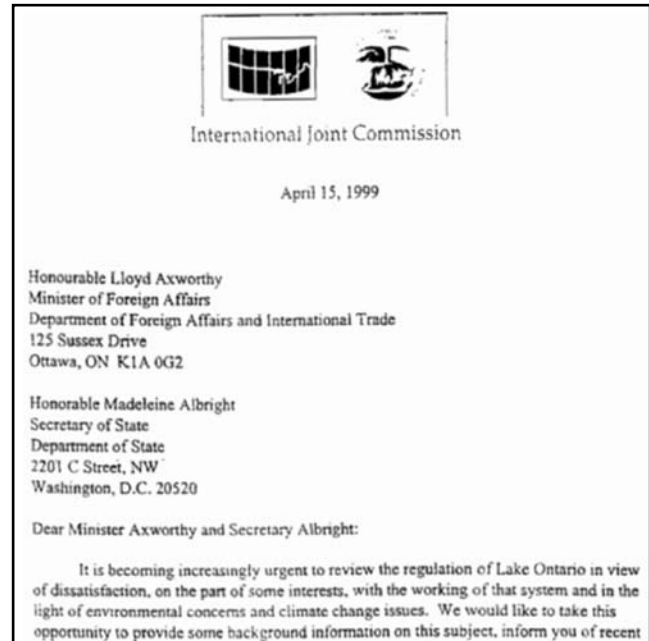 International Joint Commission
April 15, 1999
Honourable Lloyd Axworthy
Minister of Foreign Affairs
Department of Foreign Affairs and International Trade
125 Sussex Drive
Ottawa, ON K1A 0G2
Honorable Madeleine Albright
Secretary of State
Department of State
2201 C Street, NW
Washington, D.C. 20520
Dear Minister Axworthy and Secretary Albright:
It is becoming increasingly urgent to review the regulation of Lake Ontario in view
of dissatisfaction, on the part of some interests, with the working of that system and in the
light of environmental concerns and climate change issues. We would like to take this
opportunity to provide some background information on this subject, inform you of recent